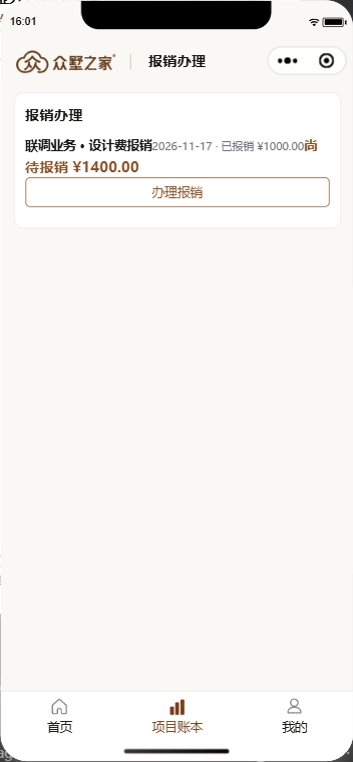 16:01
众墅之家 报销办理
报销办理
联调业务 • 设计费报销2026-11-17 · 已报销 ¥1000.00尚
待报销 ¥1400.00
办理报销
首页 项目账本 我的